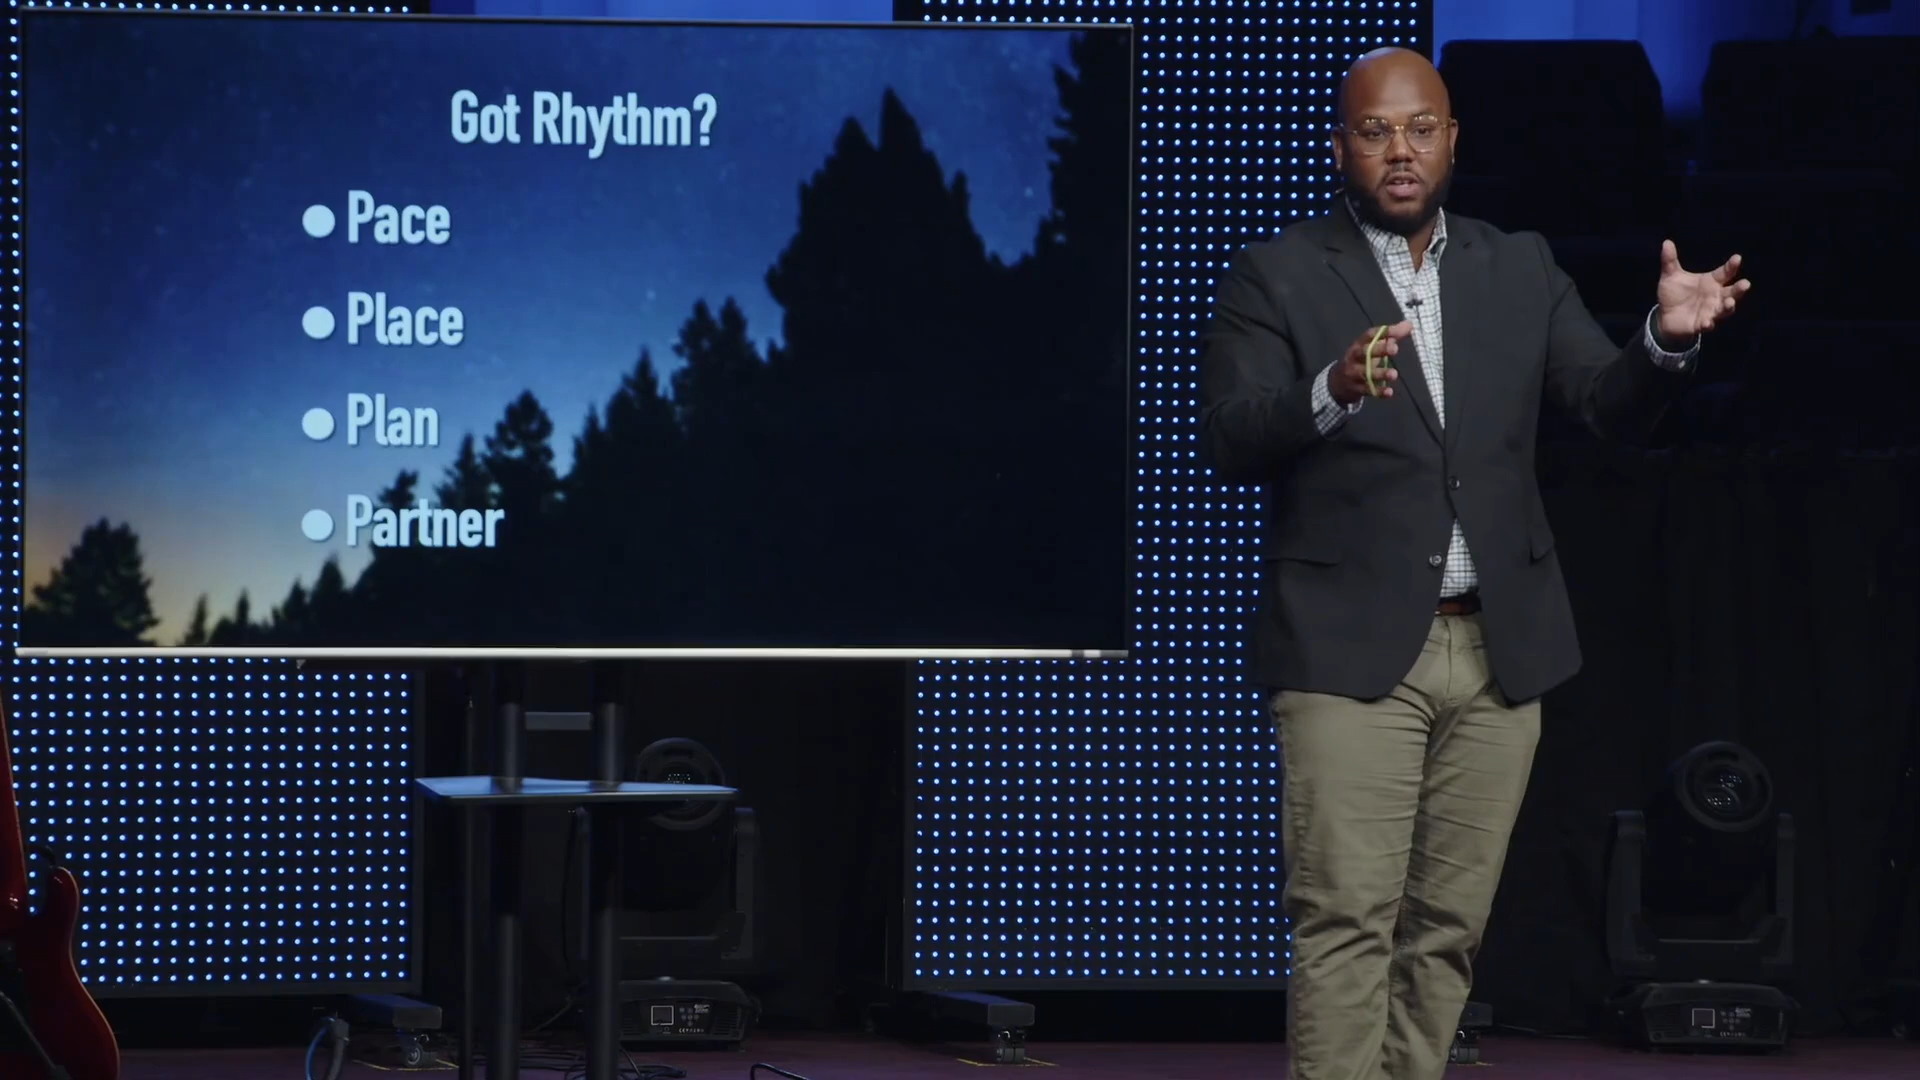 Got Rhythm?
● Pace
● Place
● Plan
● Partner